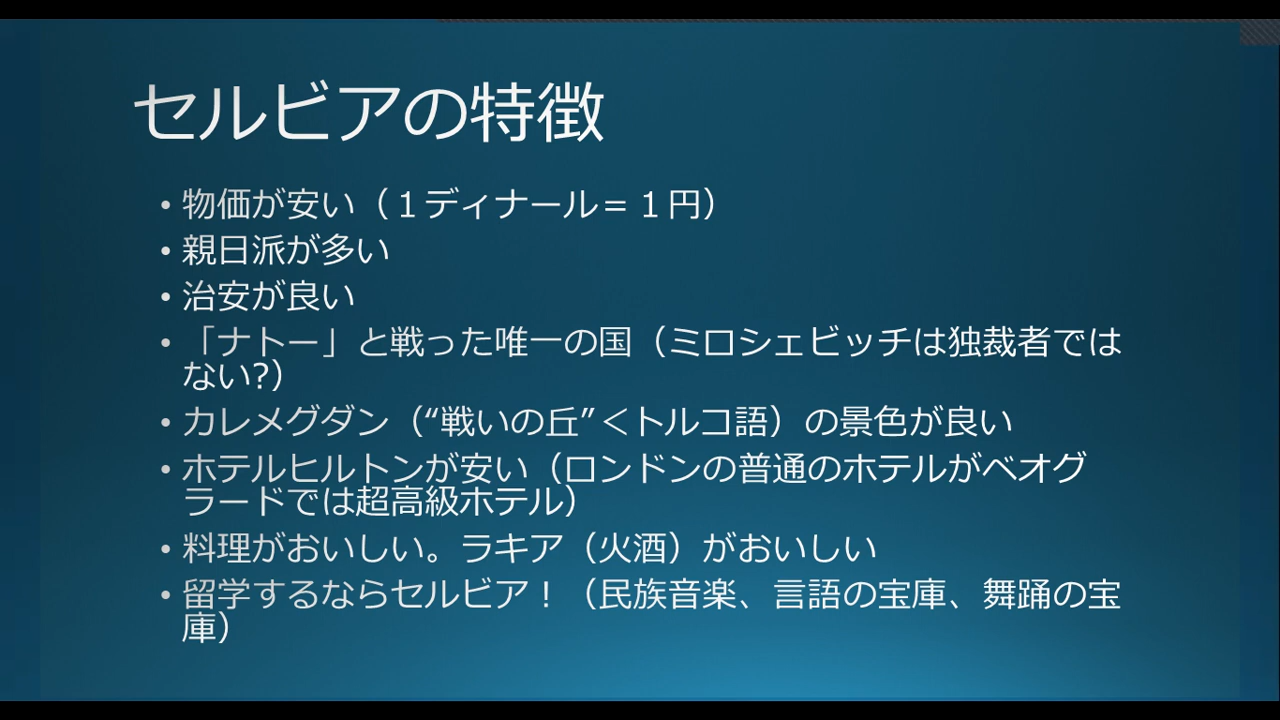 セルビアの特徴
• 物価が安い（１ディナール＝１円）
• 親日派が多い
• 治安が良い
• 「ナトー」と戦った唯一の国（ミロシェビッチは独裁者では
ない?）
• カレメグダン（“戦いの丘”＜トルコ語）の景色が良い
• ホテルヒルトンが安い（ロンドンの普通のホテルがベオグ
ラードでは超高級ホテル）
• 料理がおいしい。ラキア（火酒）がおいしい
• 留学するならセルビア！（民族音楽、言語の宝庫、舞踊の宝
庫）